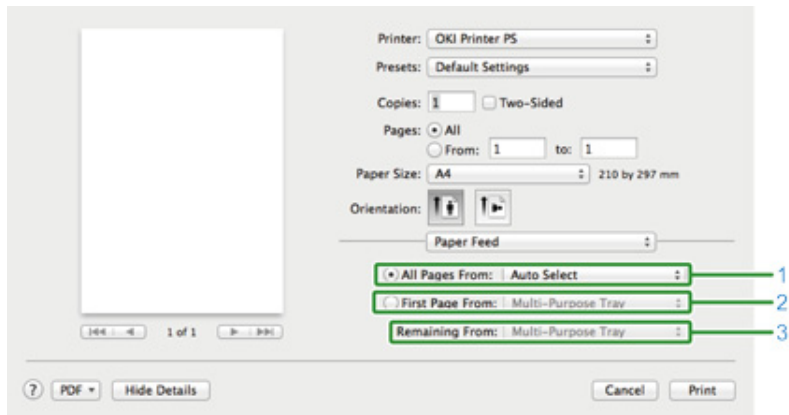 Printer: OKI Printer PS
Presets: Default Settings
Copies: 1 Two-Sided
Pages: All
From: 1 to: 1
Paper Size: A4 210 by 297 mm
Orientation:
Paper Feed
All Pages From: Auto Select 1
First Page From: Multi-Purpose Tray 2
Remaining From: Multi-Purpose Tray 3
1 of 1
? PDF Hide Details Cancel Print